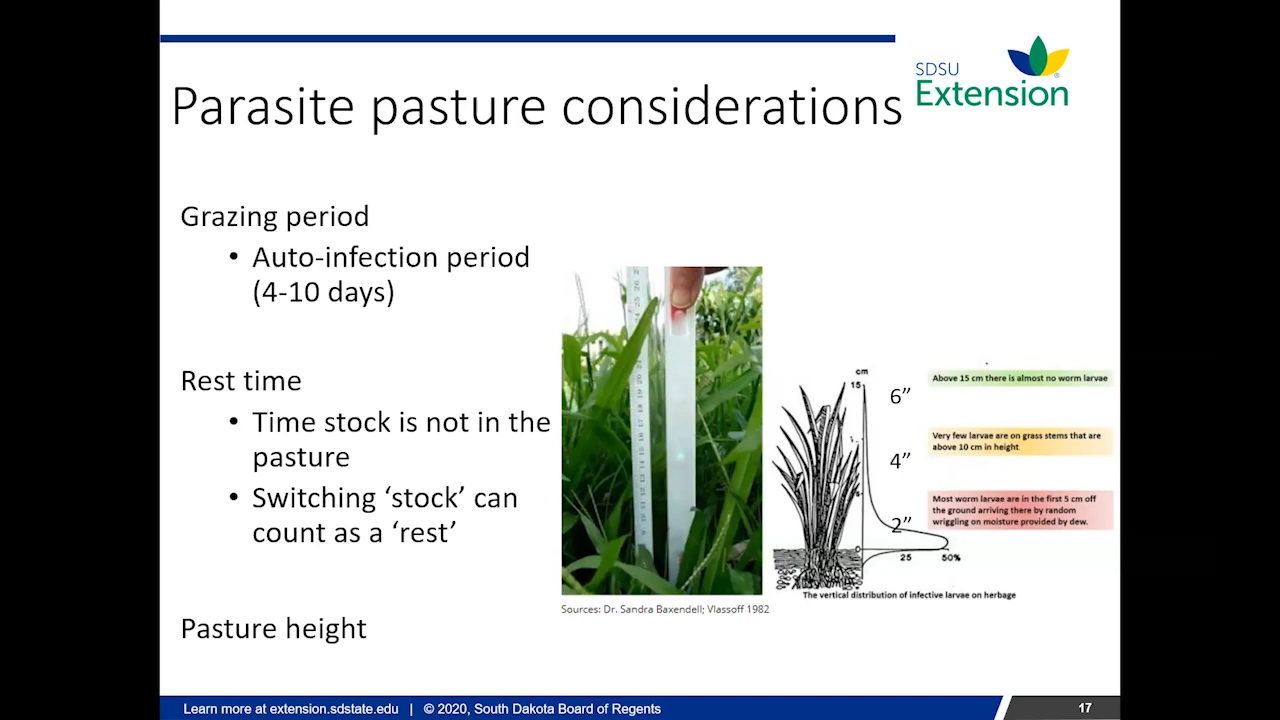 SDSU
Extension
Parasite pasture considerations
Grazing period
• Auto-infection period
(4-10 days)
Rest time
• Time stock is not in the
pasture
• Switching ‘stock’ can
count as a ‘rest’
Pasture height
Sources: Dr. Sandra Baxendell; Vlassoff 1982
cm
15
6”
4”
2”
0
25
50%
Above 15 cm there is almost no worm larvae
Very few larvae are on grass stems that are
above 10 cm in height
Most worm larvae are in the first 5 cm off
the ground arriving there by random
wriggling on moisture provided by dew.
The vertical distribution of infective larvae on herbage
Learn more at extension.sdstate.edu | © 2020, South Dakota Board of Regents
17